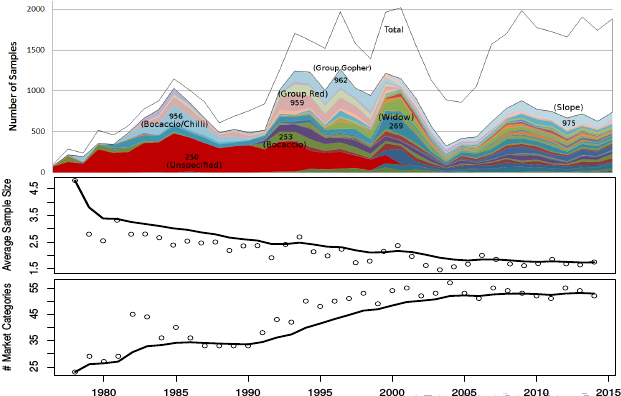 2000
1500
1000
500
0
Number of Samples
Total
(Group Gopher)
962
(Group Red)
959
956
(Bocaccio/Chilli)
(Widow)
269
(Slope)
975
253
(Bocaccio)
250
(Unspecified)
4.5
3.5
2.5
1.5
Average Sample Size
55
45
35
25
# Market Categories
1980 1985 1990 1995 2000 2005 2010 2015